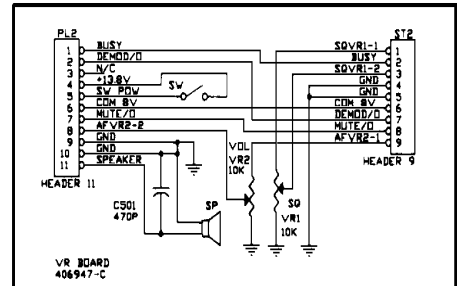 PL2
1 BUSY
2 DEMOD/O
3 N/C
4 +13.8V
5 SW POW
6 COM 8V
7 MUTE/O
8 AFVR2-2
9 GND
10 GND
11 SPEAKER
HEADER 11
SW
C501
470P
SP
VOL
VR2
10K
SQ
VR1
10K
ST2
SQVR1-1 1
BUSY 2
SQVR1-2 3
GND 4
GND 5
COM 8V 6
DEMOD/O 7
MUTE/O 8
AFVR2-1 9
HEADER 9
VR BOARD
406947-C